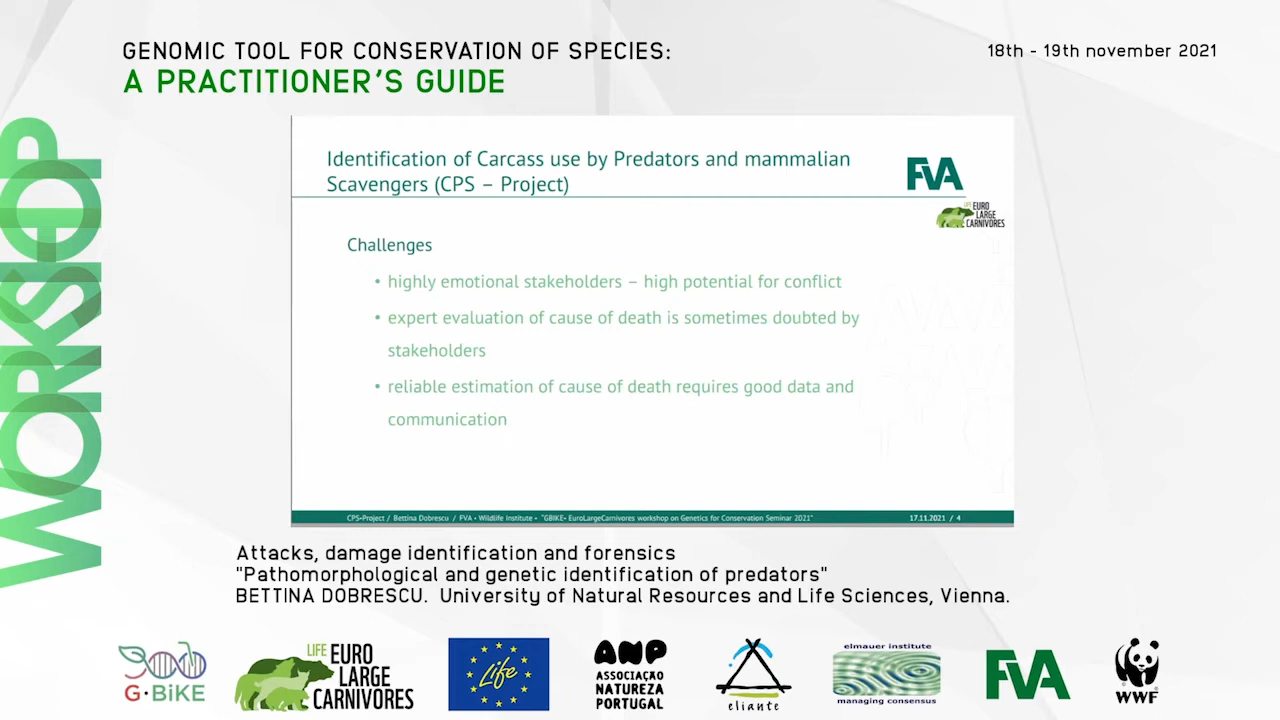 GENOMIC TOOL FOR CONSERVATION OF SPECIES:
A PRACTITIONER'S GUIDE
18th - 19th november 2021
WORKSHOP
Identification of Carcass use by Predators and mammalian
Scavengers (CPS – Project)
FVA
LIFE EURO
LARGE
CARNIVORES
Challenges
• highly emotional stakeholders – high potential for conflict
• expert evaluation of cause of death is sometimes doubted by
stakeholders
• reliable estimation of cause of death requires good data and
communication
CPS-Project / Bettina Dobrescu / FVA - Wildlife Institute - "GBIKE- EuroLargeCarnivores workshop on Genetics for Conservation Seminar 2021"
17.11.2021 / 4
Attacks, damage identification and forensics
"Pathomorphological and genetic identification of predators"
BETTINA DOBRESCU. University of Natural Resources and Life Sciences, Vienna.
G·BiKE
LIFE EURO
LARGE
CARNIVORES
Life
ANP
ASSOCIAÇÃO
NATUREZA
PORTUGAL
eliante
elmauer institute
managing consensus
FVA
WWF